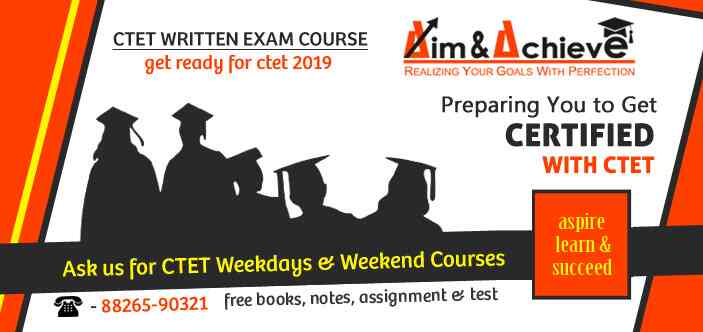 CTET WRITTEN EXAM COURSE
get ready for ctet 2019
Aim & Achieve
REALIZING YOUR GOALS WITH PERFECTION
Preparing You to Get
CERTIFIED
WITH CTET
aspire
learn &
succeed
Ask us for CTET Weekdays & Weekend Courses
- 88265-90321 free books, notes, assignment & test